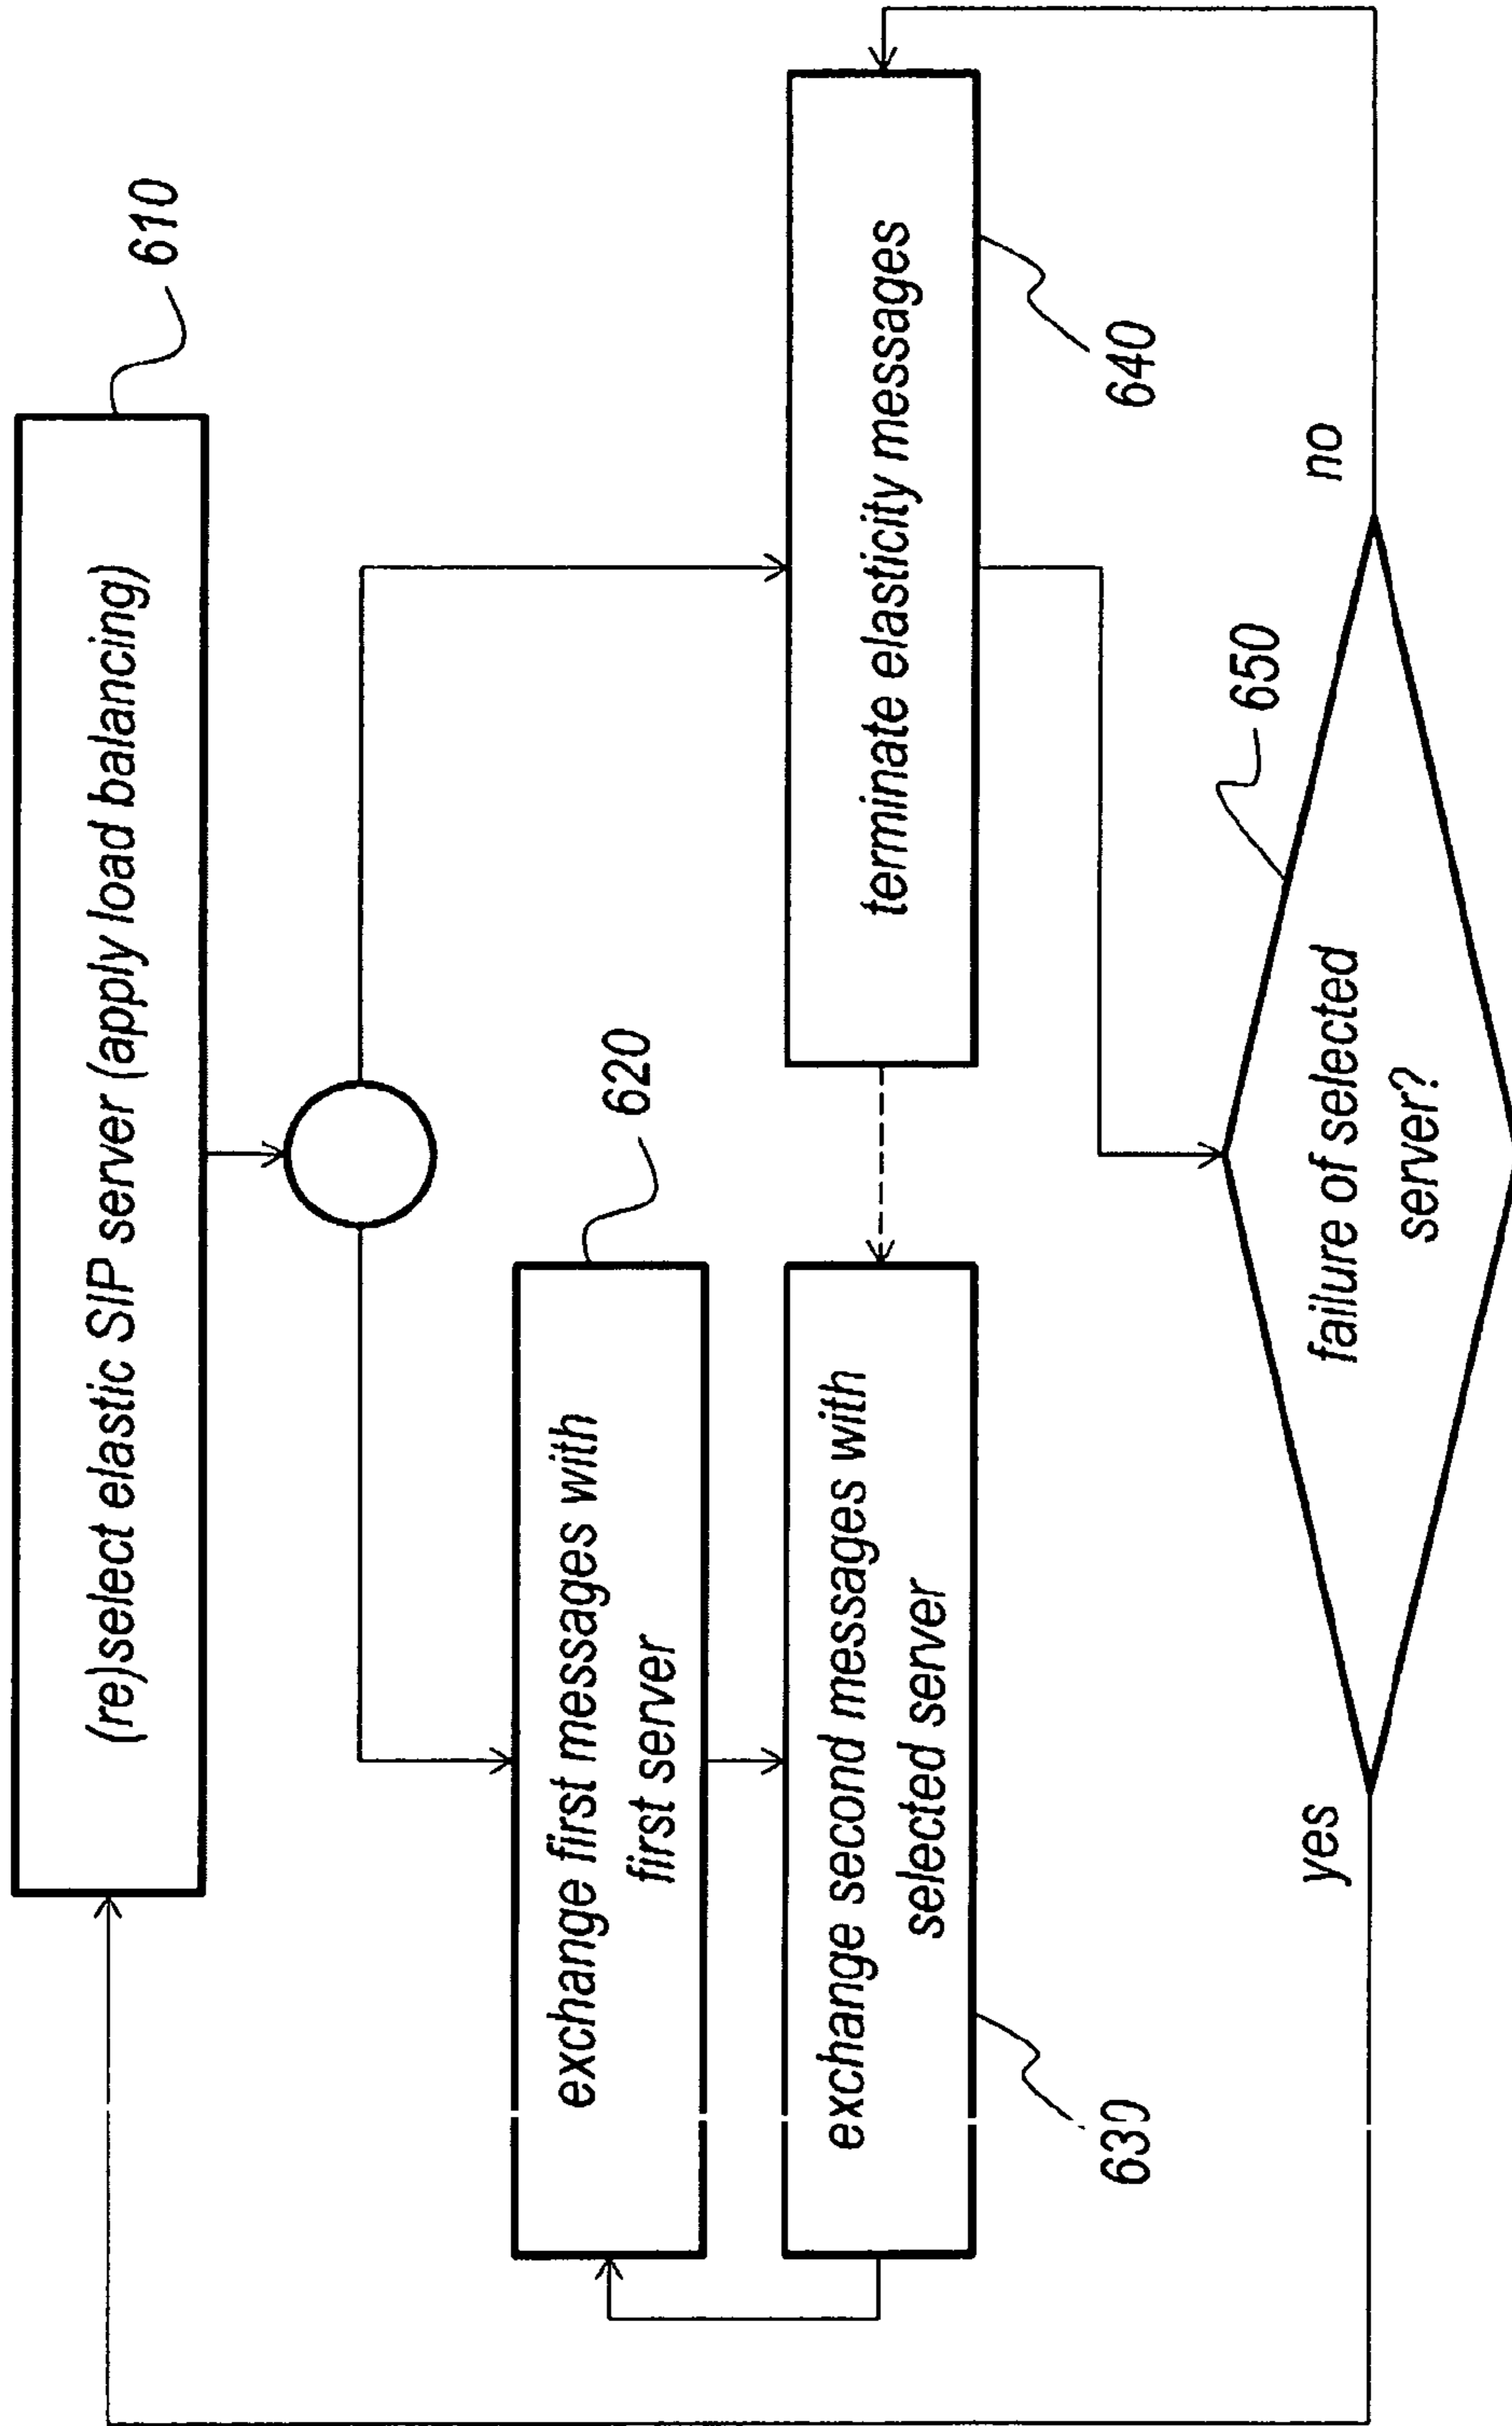 (re)select elastic SIP server (apply load balancing)
610
exchange first messages with
first server
620
exchange second messages with
selected server
630
terminate elasticity messages
640
failure of selected
server?
650
yes
no